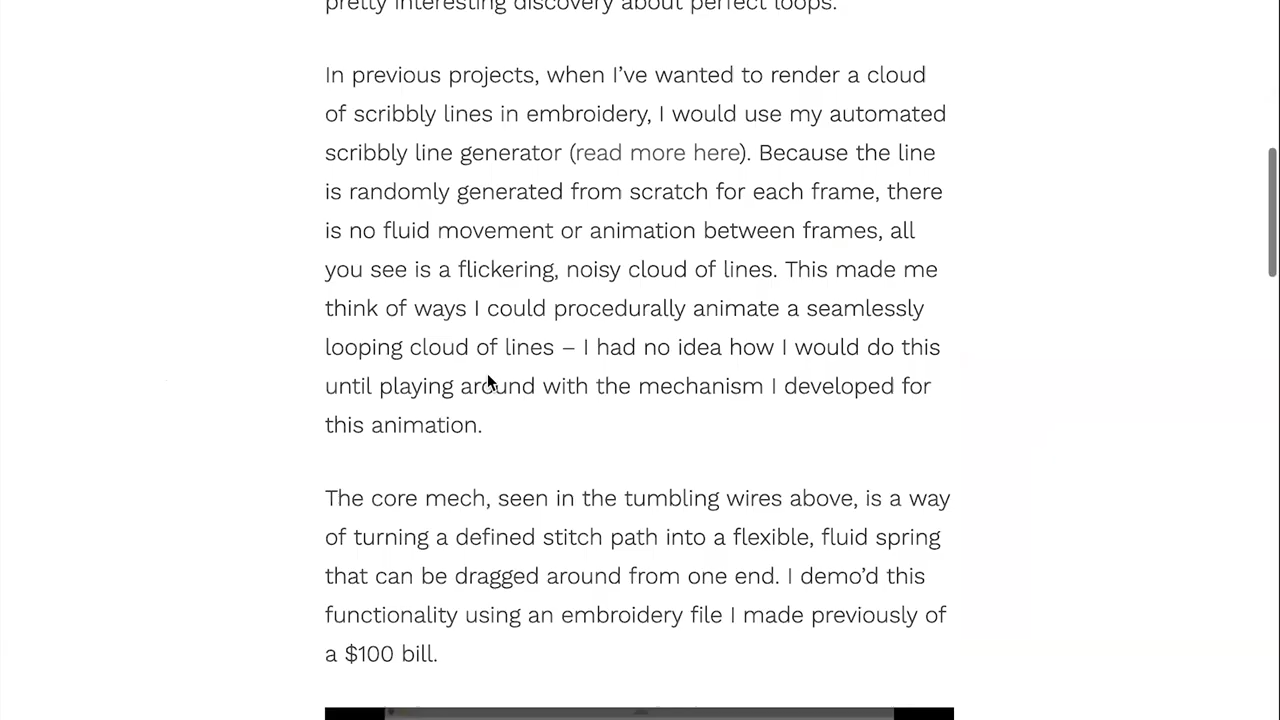 pretty interesting discovery about perfect loops.
In previous projects, when I’ve wanted to render a cloud
of scribbly lines in embroidery, I would use my automated
scribbly line generator (read more here). Because the line
is randomly generated from scratch for each frame, there
is no fluid movement or animation between frames, all
you see is a flickering, noisy cloud of lines. This made me
think of ways I could procedurally animate a seamlessly
looping cloud of lines – I had no idea how I would do this
until playing around with the mechanism I developed for
this animation.
The core mech, seen in the tumbling wires above, is a way
of turning a defined stitch path into a flexible, fluid spring
that can be dragged around from one end. I demo’d this
functionality using an embroidery file I made previously of
a $100 bill.